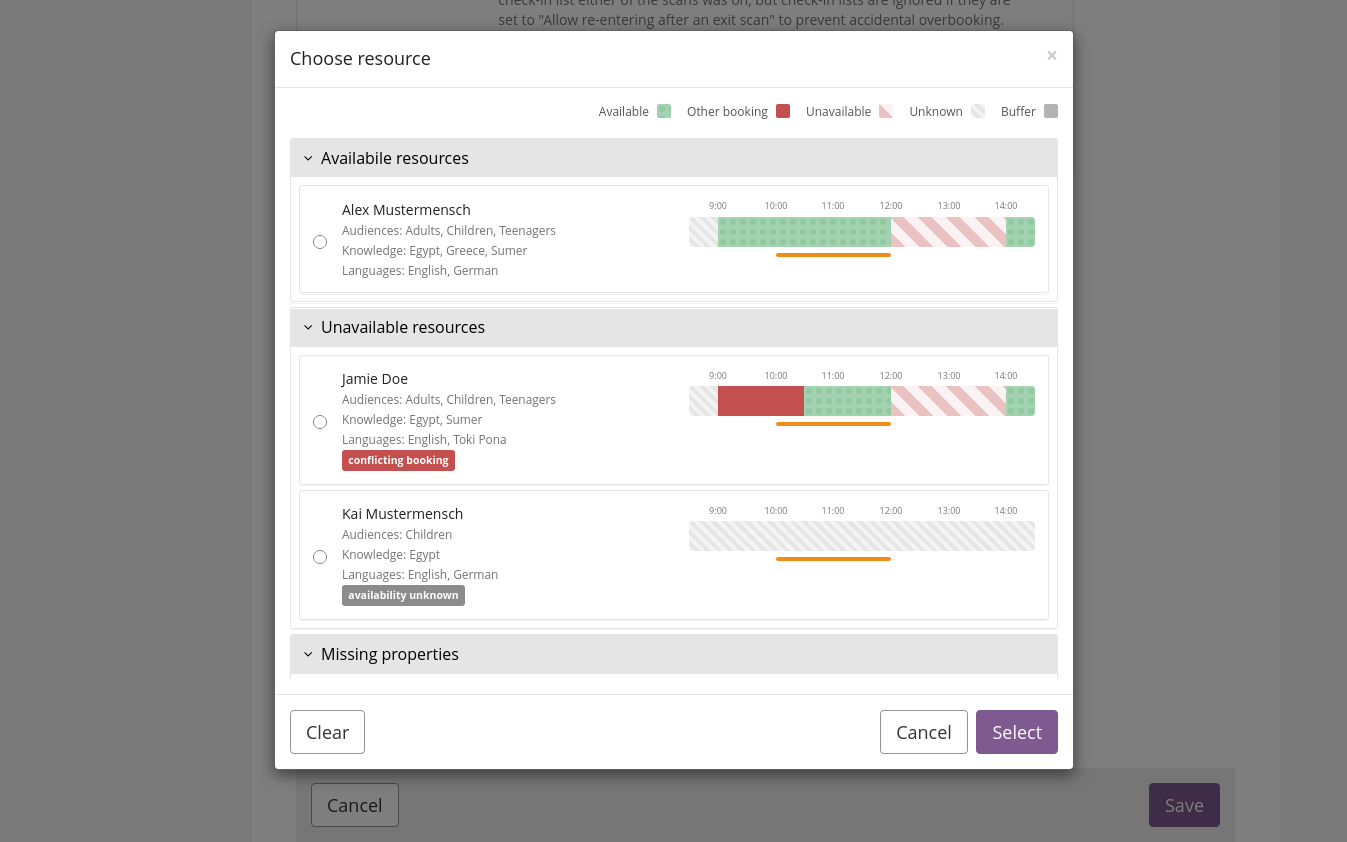 check-in list either of the scans was on, but check-in lists are ignored if they are
set to "Allow re-entering after an exit scan" to prevent accidental overbooking.
Choose resource ×
Available Other booking Unavailable Unknown Buffer
Availabile resources
Alex Mustermensch
Audiences: Adults, Children, Teenagers
Knowledge: Egypt, Greece, Sumer
Languages: English, German
9:00 10:00 11:00 12:00 13:00 14:00
Unavailable resources
Jamie Doe
Audiences: Adults, Children, Teenagers
Knowledge: Egypt, Sumer
Languages: English, Toki Pona
conflicting booking
9:00 10:00 11:00 12:00 13:00 14:00
Kai Mustermensch
Audiences: Children
Knowledge: Egypt
Languages: English, German
availability unknown
9:00 10:00 11:00 12:00 13:00 14:00
Missing properties
Clear Cancel Select
Cancel Save